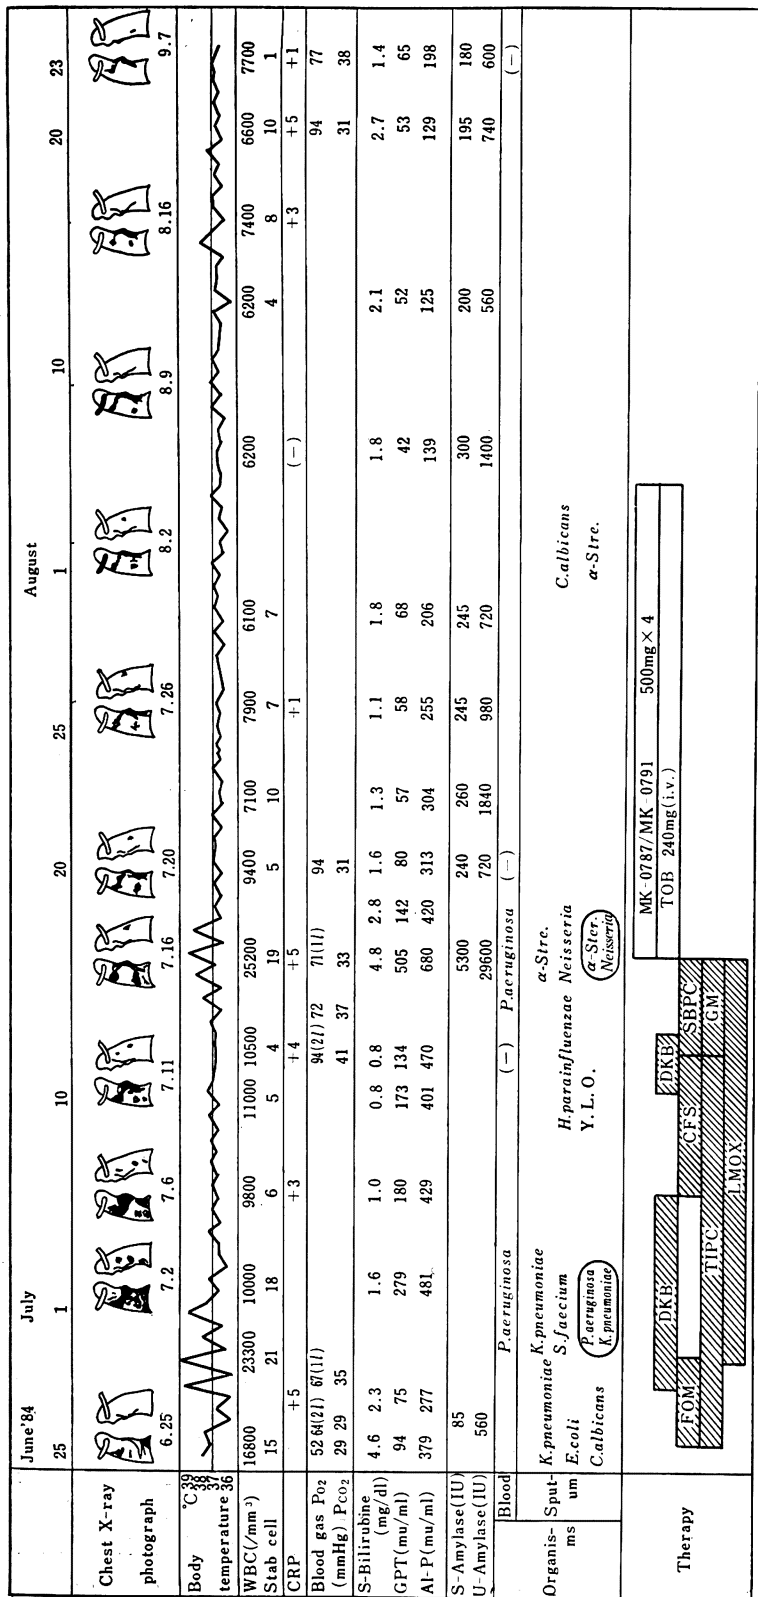 June'84 July August
25 1 10 20 25 1 10 20 23
Chest X-ray photograph
6.25 7.2 7.6 7.11 7.16 7.20 7.26 8.2 8.9 8.16 9.7
Body temperature °C 39 38 37 36
WBC(/mm³) 16800 23300 10000 9800 11000 10500 25200 9400 7100 7900 6100 6200 6200 7400 6600 7700
Stab cell 15 21 18 6 5 4 19 5 10 7 7 4 8 10 1
CRP +5 +3 +4 +5 +1 (−) +3 +5 +1
Blood gas Po₂ 52 64(2l) 67(1l) 94(2l) 72 71(1l) 94 94 77
(mmHg) Pco₂ 29 29 35 41 37 33 31 31 38
S-Bilirubine (mg/dl) 4.6 2.3 1.6 1.0 0.8 0.8 4.8 2.8 1.6 1.3 1.1 1.8 1.8 2.1 2.7 1.4
GPT(mu/ml) 94 75 279 180 173 134 505 142 80 57 58 68 42 52 53 65
Al-P(mu/ml) 379 277 481 429 401 470 680 420 313 304 255 206 139 125 129 198
S-Amylase(IU) 85 5300 240 260 245 245 300 200 195 180
U-Amylase(IU) 560 29600 720 1840 980 720 1400 560 740 600
Organis-ms
Blood P.aeruginosa (−) P.aeruginosa (−) (−)
Sput-um K.pneumoniae K.pneumoniae H.parainfluenzae α-Strc. C.albicans
E.coli S.faecium Y.L.O. Neisseria α-Strc.
C.albicans P.aeruginosa K.pneumoniae α-Stcr. Neisseria
Therapy
MK-0787/MK-0791 500mg×4
DKB DKB TOB 240mg(i.v.)
FOM CFS SBPC
TIPC GM
LMOX